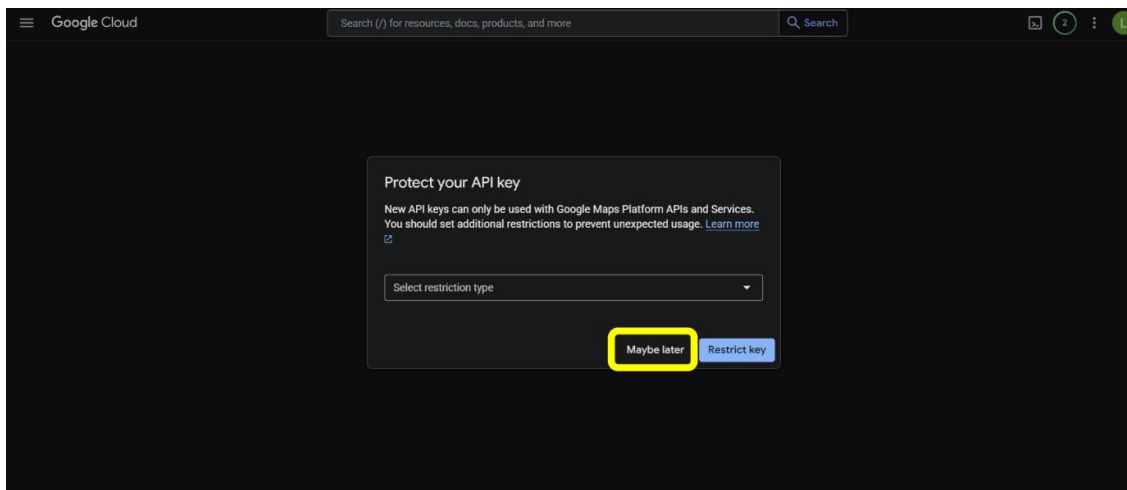 Google Cloud
Search (/) for resources, docs, products, and more
Search
2
L
Protect your API key
New API keys can only be used with Google Maps Platform APIs and Services.
You should set additional restrictions to prevent unexpected usage. Learn more
Select restriction type
Maybe later
Restrict key